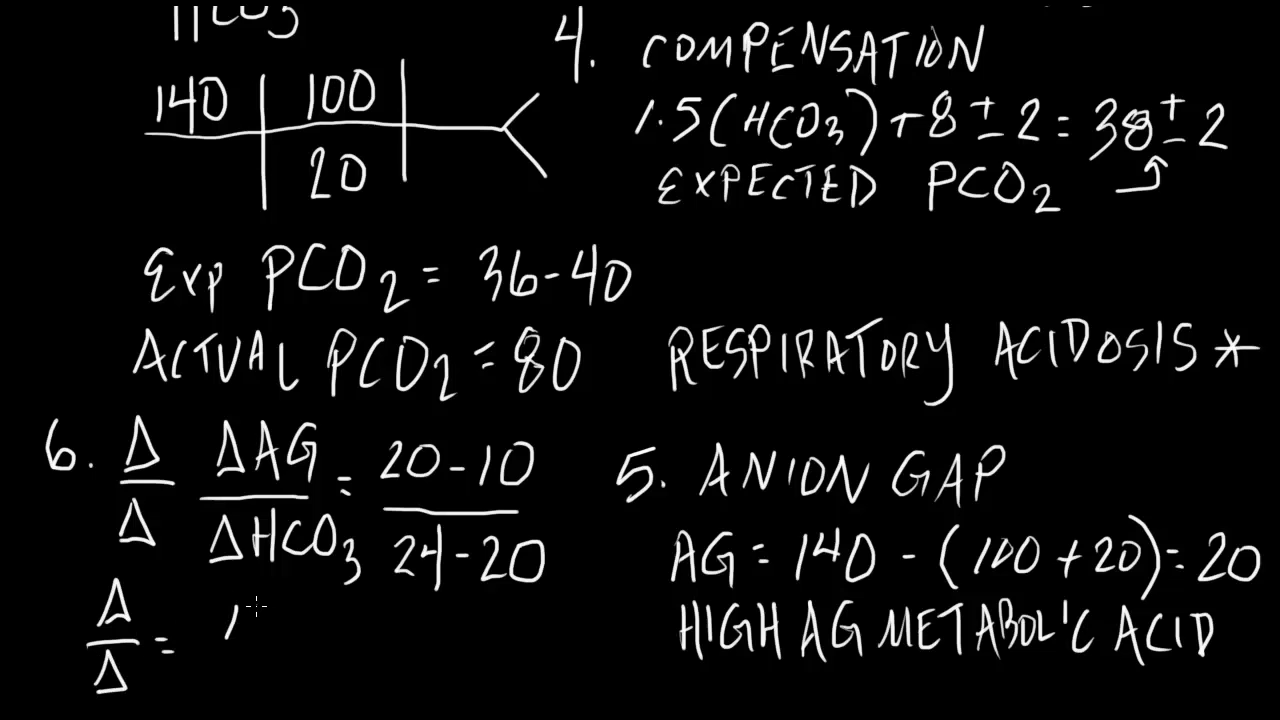 HCO3
140 100
20
4. COMPENSATION
1.5(HCO3) + 8 ± 2 = 38 ± 2
EXPECTED PCO2
Exp PCO2 = 36-40
ACTUAL PCO2 = 80
RESPIRATORY ACIDOSIS *
5. ANION GAP
AG = 140 - (100 + 20) = 20
HIGH AG METABOLIC ACID
6. Δ ΔAG = 20-10
Δ ΔHCO3 24-20
Δ
Δ =